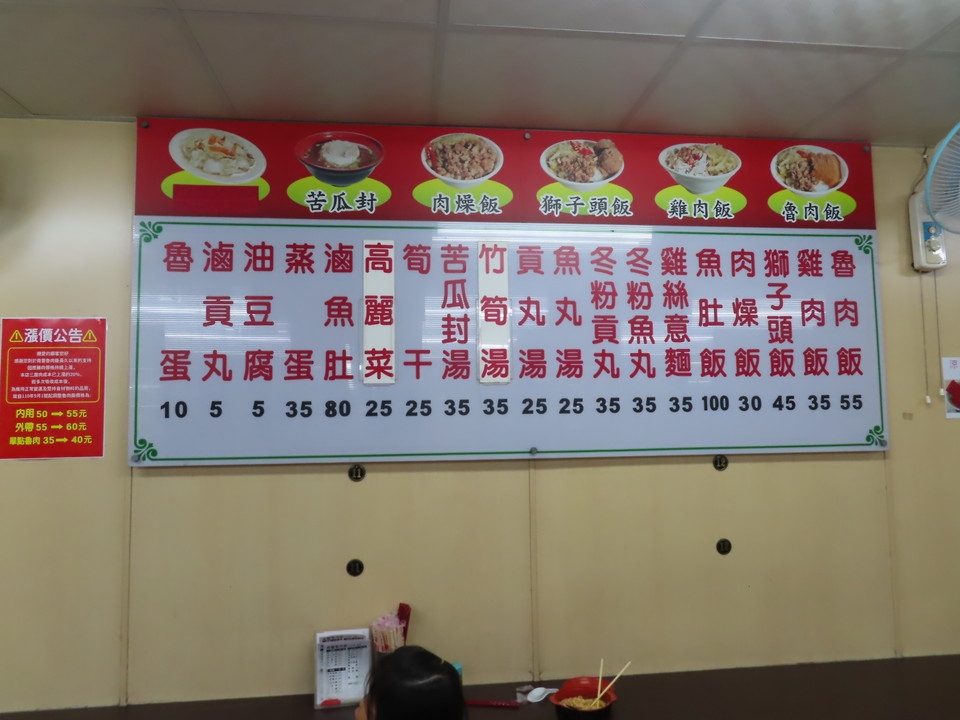 苦瓜封
肉燥飯
獅子頭飯
雞肉飯
魯肉飯
魯肉飯 55
雞肉飯 35
獅子頭飯 45
肉燥飯 30
魚肚飯 100
雞絲意麵 35
冬粉魚丸 35
冬粉貢丸 35
魚丸湯 25
貢丸湯 25
竹筍湯 35
苦瓜封湯 35
筍干 25
高麗菜 25
滷魚肚 80
蒸蛋 35
油豆腐 5
滷貢丸 5
魯蛋 10
漲價公告
內用 50 → 55元
外帶 55 → 60元
單點魯肉 35 → 40元